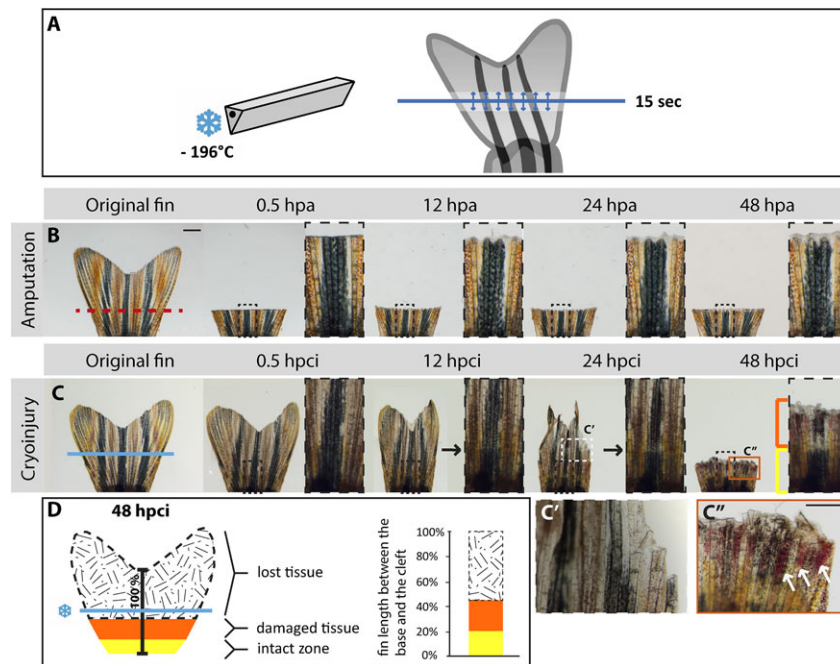 A
- 196°C
15 sec
Original fin 0.5 hpa 12 hpa 24 hpa 48 hpa
Amputation
B
Original fin 0.5 hpci 12 hpci 24 hpci 48 hpci
Cryoinjury
C
C'
C''
D
48 hpci
100 %
lost tissue
damaged tissue
intact zone
fin length between the
base and the cleft
100%
80%
60%
40%
20%
0%
C'
C''